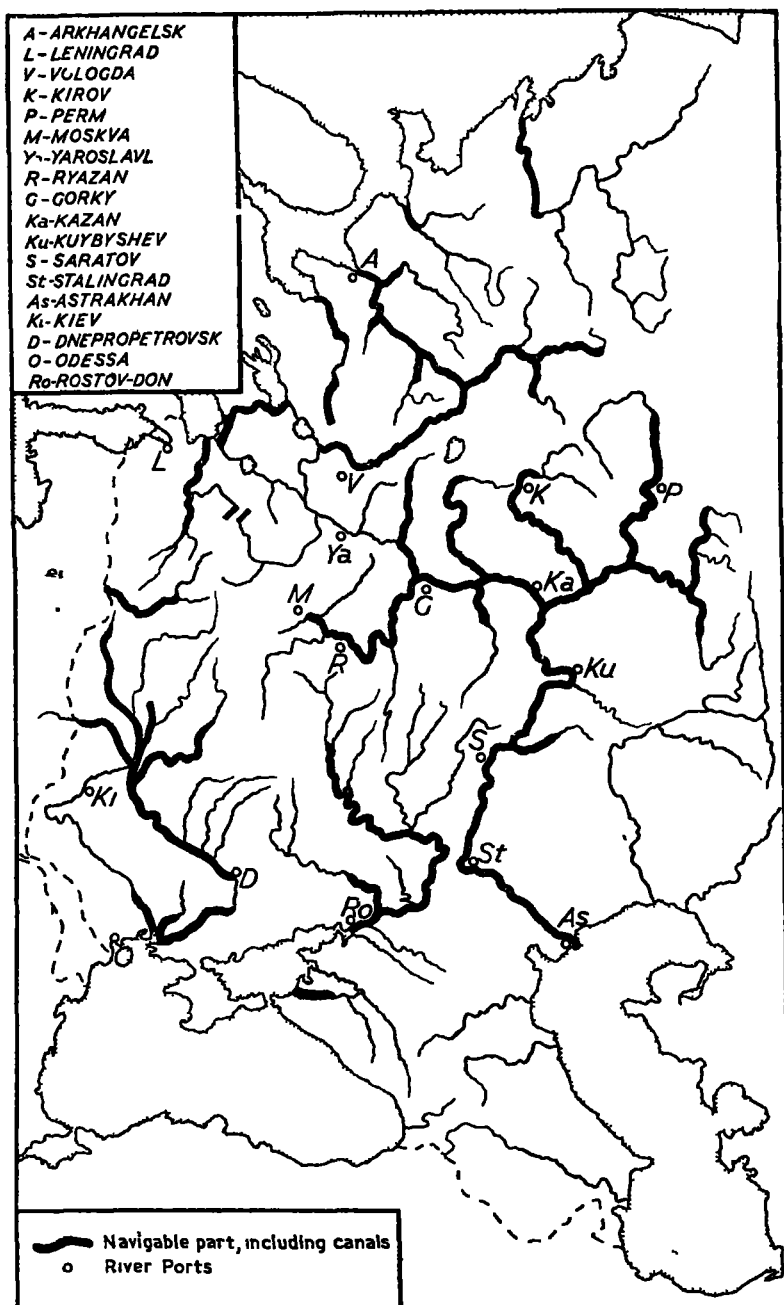 A-ARKHANGELSK
L-LENINGRAD
V-VOLOGDA
K-KIROV
P-PERM
M-MOSKVA
Ya-YAROSLAVL
R-RYAZAN
G-GORKY
Ka-KAZAN
Ku-KUYBYSHEV
S-SARATOV
St-STALINGRAD
As-ASTRAKHAN
Ki-KIEV
D-DNEPROPETROVSK
O-ODESSA
Ro-ROSTOV-DON
A
L
V
K
P
Ya
M
G
Ka
R
Ku
S
Ki
St
D
Ro
As
O
Navigable part, including canals
River Ports